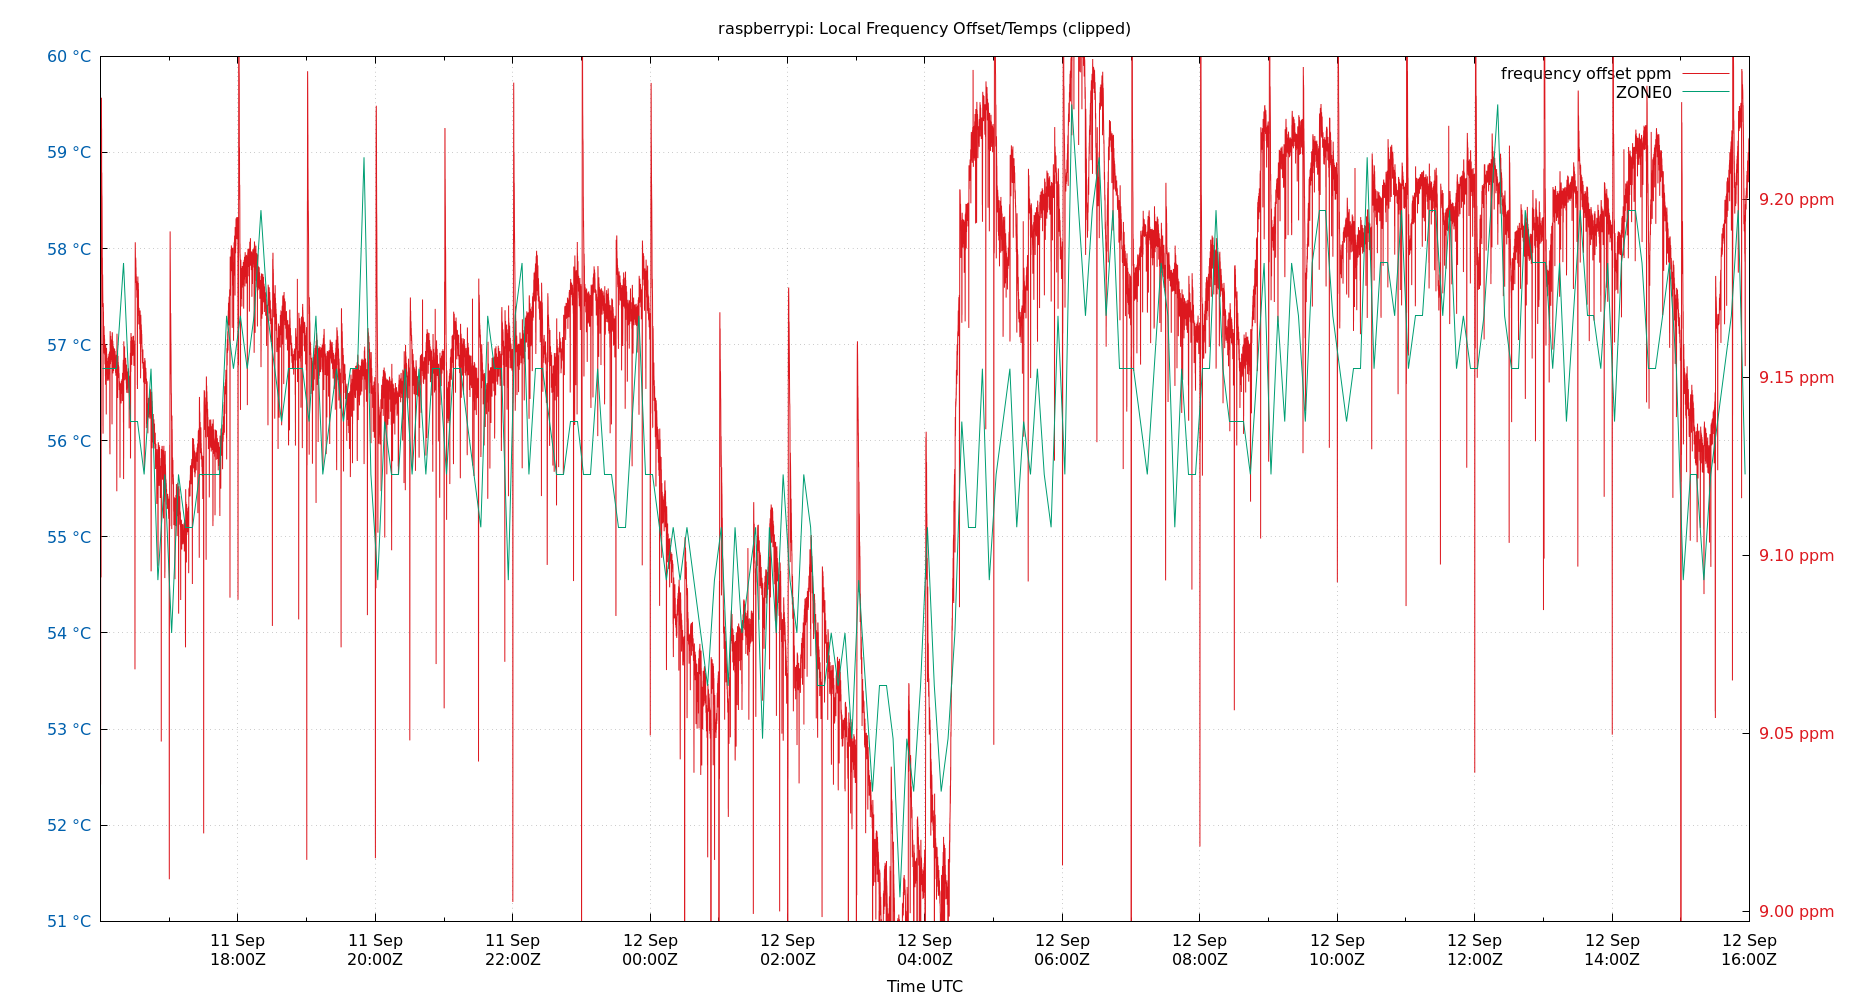 raspberrypi: Local Frequency Offset/Temps (clipped)
frequency offset ppm
ZONE0
60 °C
59 °C
58 °C
57 °C
56 °C
55 °C
54 °C
53 °C
52 °C
51 °C
9.20 ppm
9.15 ppm
9.10 ppm
9.05 ppm
9.00 ppm
11 Sep 
18:00Z
11 Sep
20:00Z
11 Sep
22:00Z
12 Sep
00:00Z
12 Sep
02:00Z
12 Sep
04:00Z
12 Sep
06:00Z
12 Sep
08:00Z
12 Sep
10:00Z
12 Sep
12:00Z
12 Sep
14:00Z
12 Sep
16:00Z
Time UTC